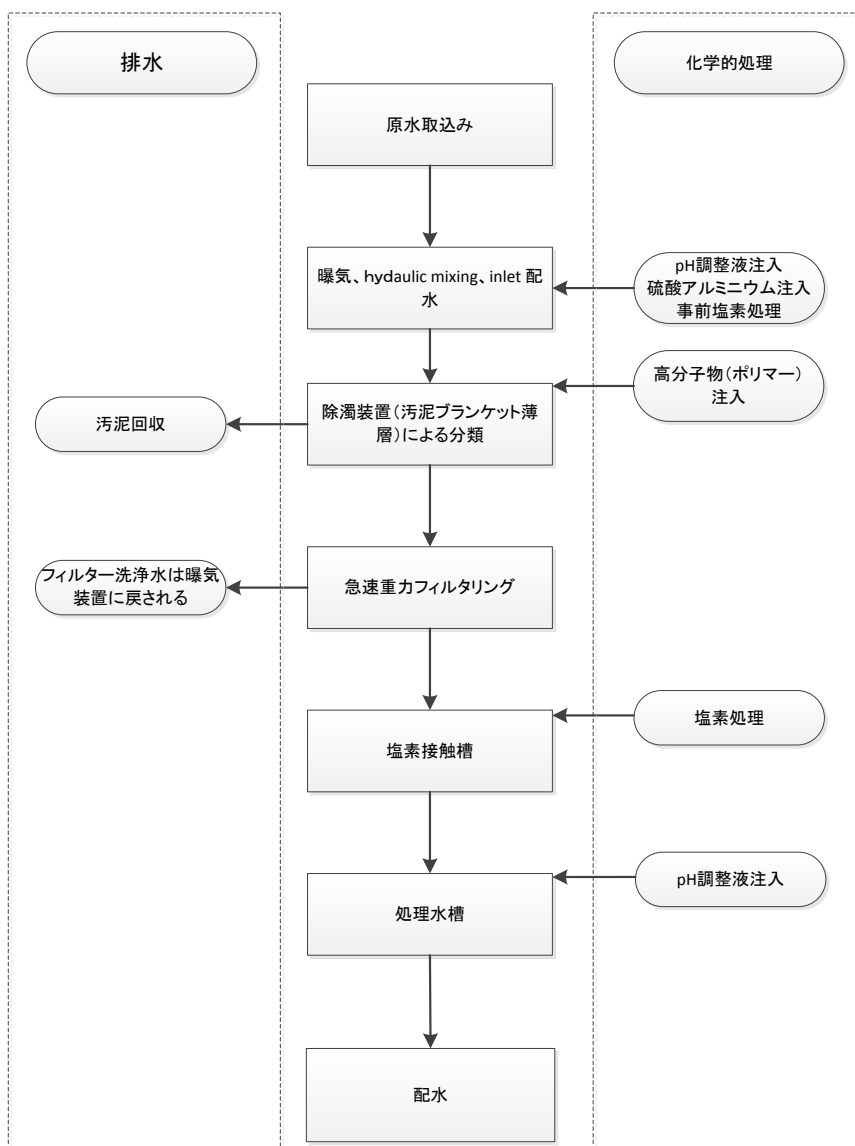 排水
化学的処理
原水取込み
曝気、hydaulic mixing、inlet 配
水
pH調整液注入
硫酸アルミニウム注入
事前塩素処理
除濁装置(汚泥ブランケット薄
層)による分類
高分子物(ポリマー)
注入
汚泥回収
急速重力フィルタリング
フィルター洗浄水は曝気
装置に戻される
塩素接触槽
塩素処理
処理水槽
pH調整液注入
配水